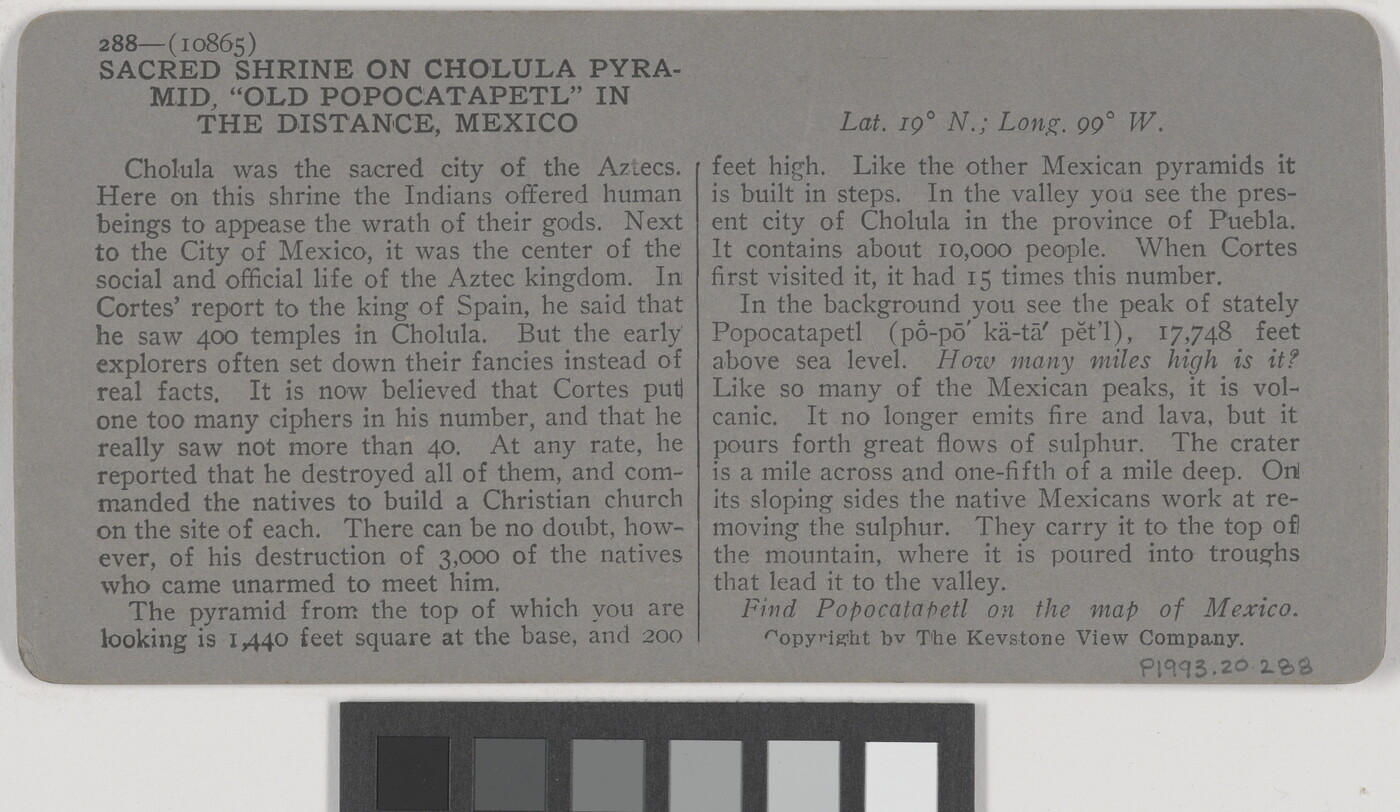 288—(10865)
SACRED SHRINE ON CHOLULA PYRA-
MID, “OLD POPOCATAPETL” IN
THE DISTANCE, MEXICO
Cholula was the sacred city of the Aztecs.
Here on this shrine the Indians offered human
beings to appease the wrath of their gods. Next
to the City of Mexico, it was the center of the
social and official life of the Aztec kingdom. In
Cortes’ report to the king of Spain, he said that
he saw 400 temples in Cholula. But the early
explorers often set down their fancies instead of
real facts. It is now believed that Cortes put
one too many ciphers in his number, and that he
really saw not more than 40. At any rate, he
reported that he destroyed all of them, and com-
manded the natives to build a Christian church
on the site of each. There can be no doubt, how-
ever, of his destruction of 3,000 of the natives
who came unarmed to meet him.
The pyramid from the top of which you are
looking is 1,440 feet square at the base, and 200
Lat. 19° N.; Long. 99° W.
feet high. Like the other Mexican pyramids it
is built in steps. In the valley you see the pres-
ent city of Cholula in the province of Puebla.
It contains about 10,000 people. When Cortes
first visited it, it had 15 times this number.
In the background you see the peak of stately
Popocatapetl (pō̍-pō′ kä-tā′ pĕt’l), 17,748 feet
above sea level. How many miles high is it?
Like so many of the Mexican peaks, it is vol-
canic. It no longer emits fire and lava, but it
pours forth great flows of sulphur. The crater
is a mile across and one-fifth of a mile deep. On
its sloping sides the native Mexicans work at re-
moving the sulphur. They carry it to the top of
the mountain, where it is poured into troughs
that lead it to the valley.
Find Popocatapetl on the map of Mexico.
Copyright by The Keystone View Company.
P1993.20.288